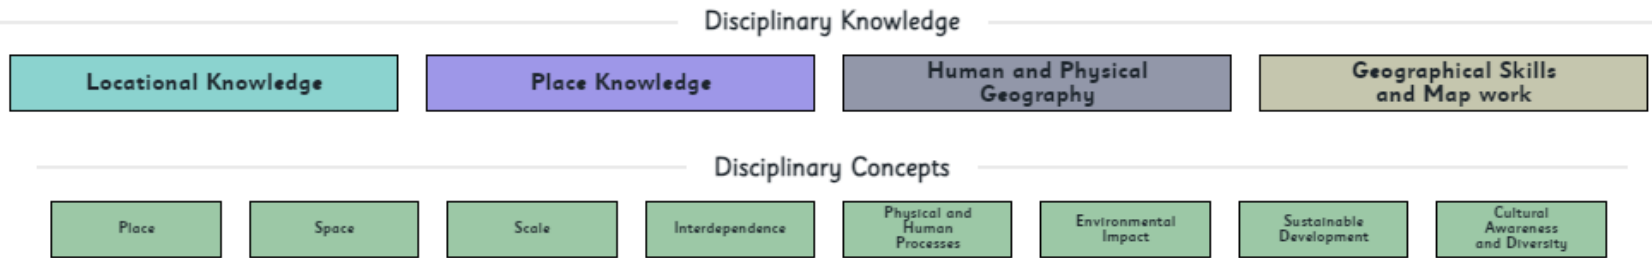 Disciplinary Knowledge
Locational Knowledge
Place Knowledge
Human and Physical
Geography
Geographical Skills
and Map work
Disciplinary Concepts
Place
Space
Scale
Interdependence
Physical and
Human
Processes
Environmental
Impact
Sustainable
Development
Cultural
Awareness
and Diversity